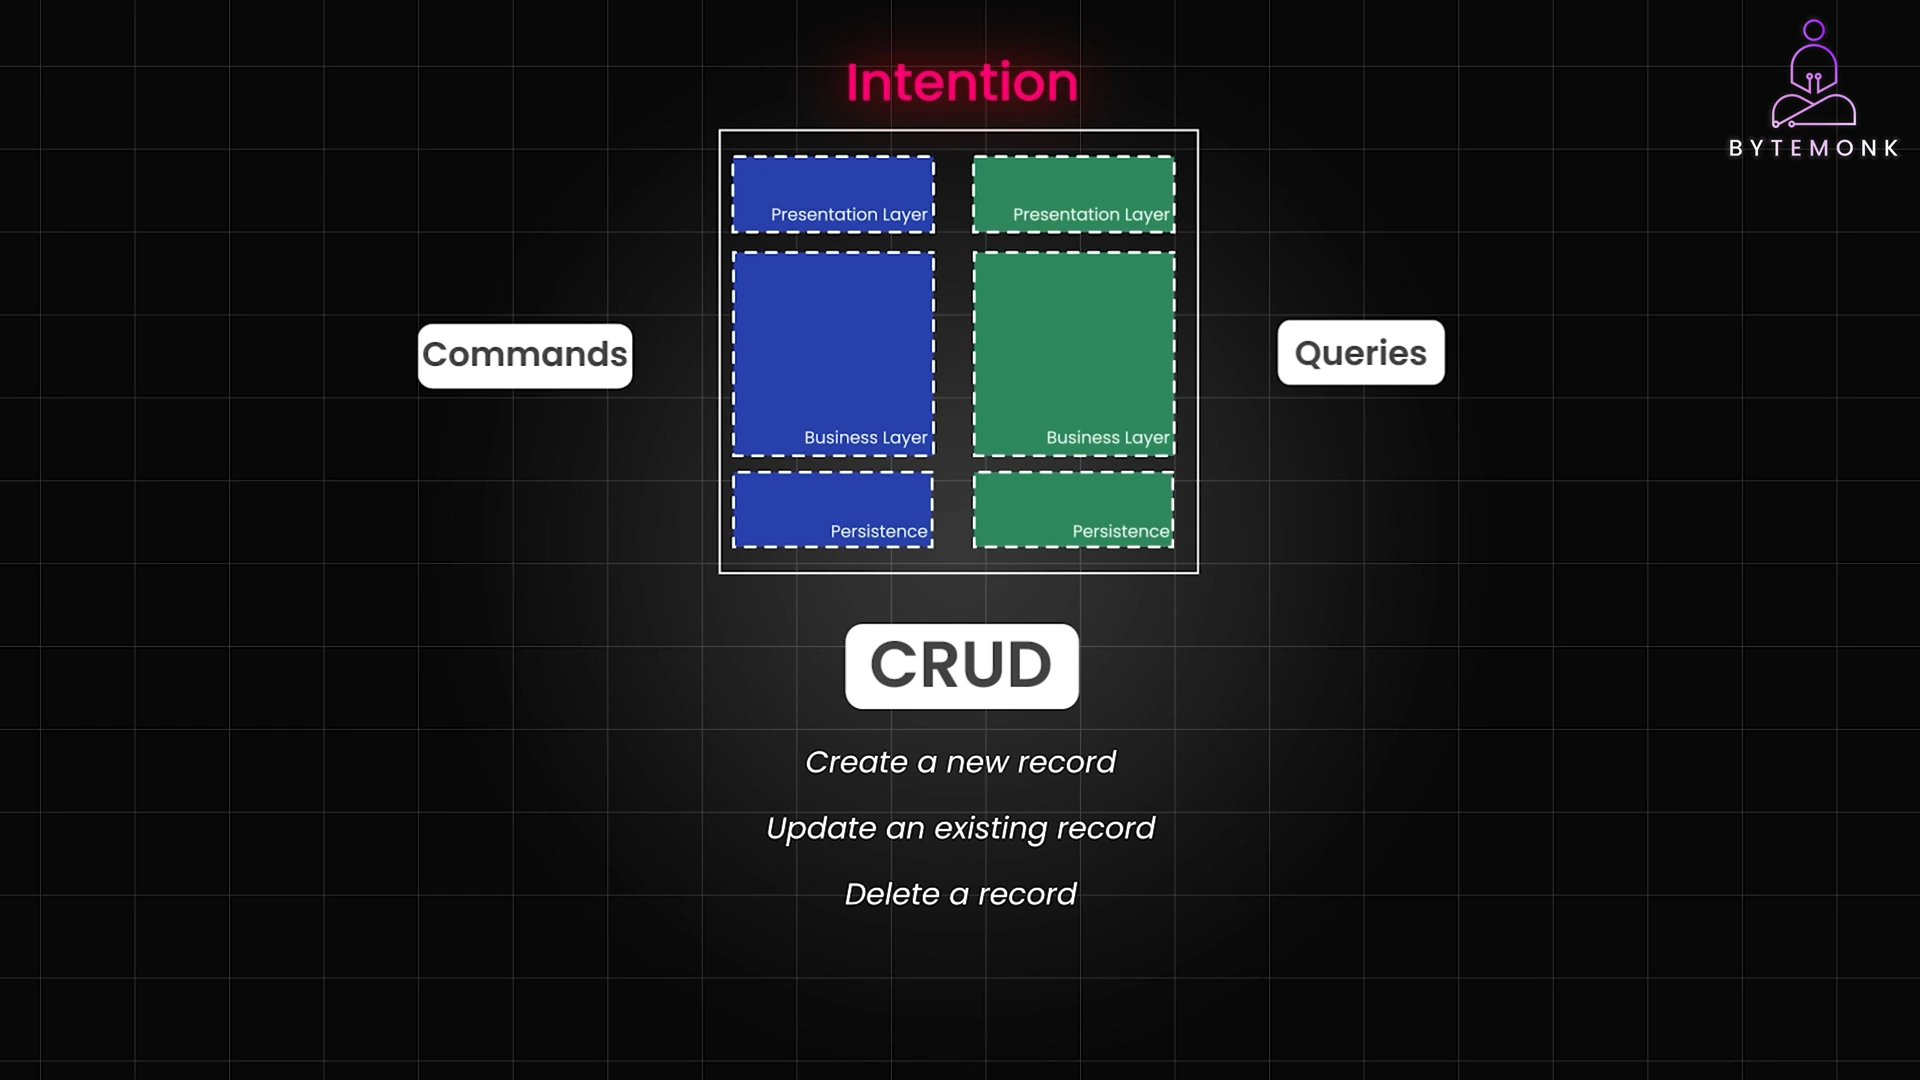 Intention
BYTEMONK
Presentation Layer
Presentation Layer
Commands
Queries
Business Layer
Business Layer
Persistence
Persistence
CRUD
Create a new record
Update an existing record
Delete a record